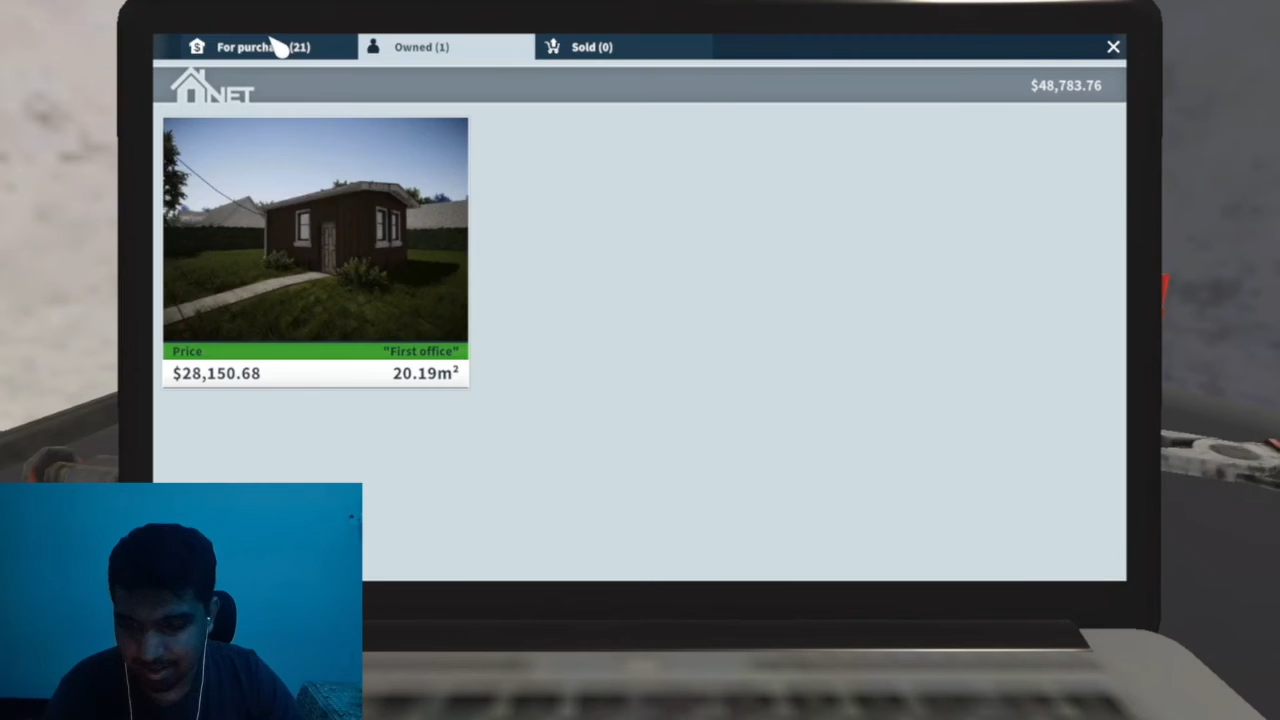 For purcha (21)
Owned (1)
Sold (0)
NET
$48,783.76
Price "First office"
$28,150.68 20.19m²